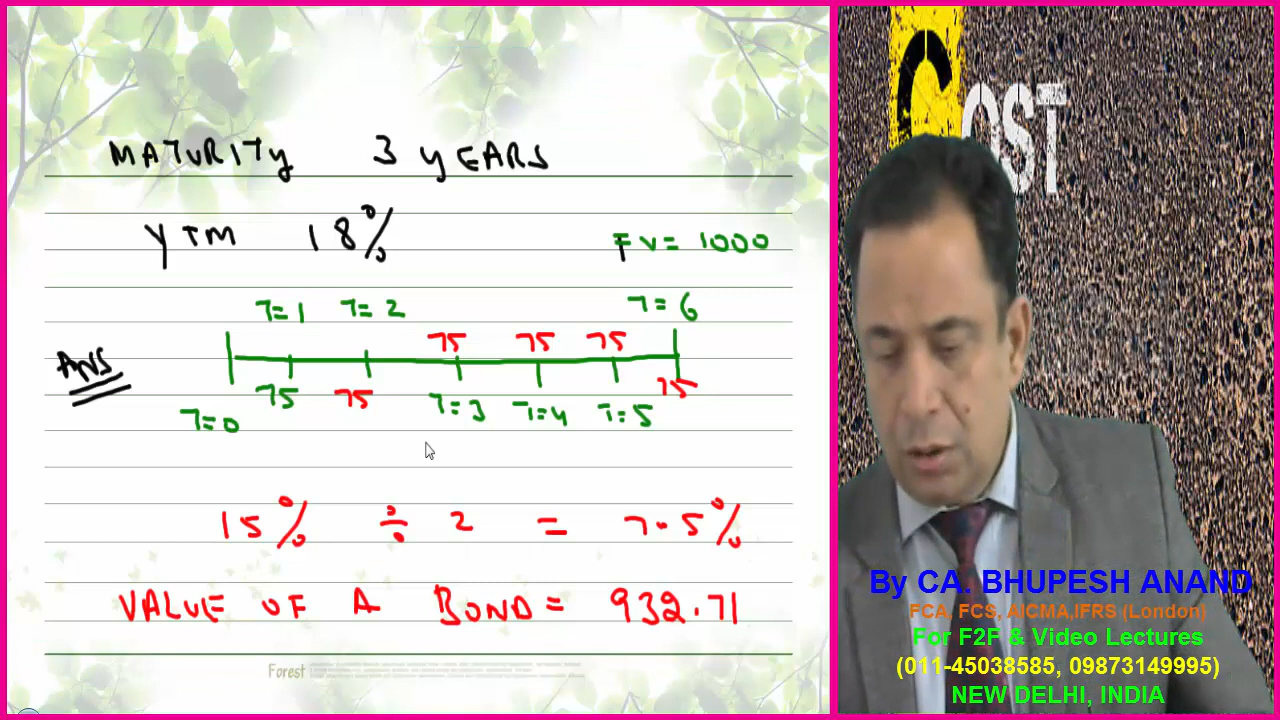 MATURITY 3 YEARS
YTM 18%
FV = 1000
T=1 T=2 T=6
75 75 75
Ans
75 75 75
T=0 T=3 T=4 T=5
15% ÷ 2 = 7.5%
VALUE OF A BOND = 932.71
Forest
COST
By CA. BHUPESH ANAND
FCA, FCS, AICMA,IFRS (London)
For F2F & Video Lectures
(011-45038585, 09873149995)
NEW DELHI, INDIA